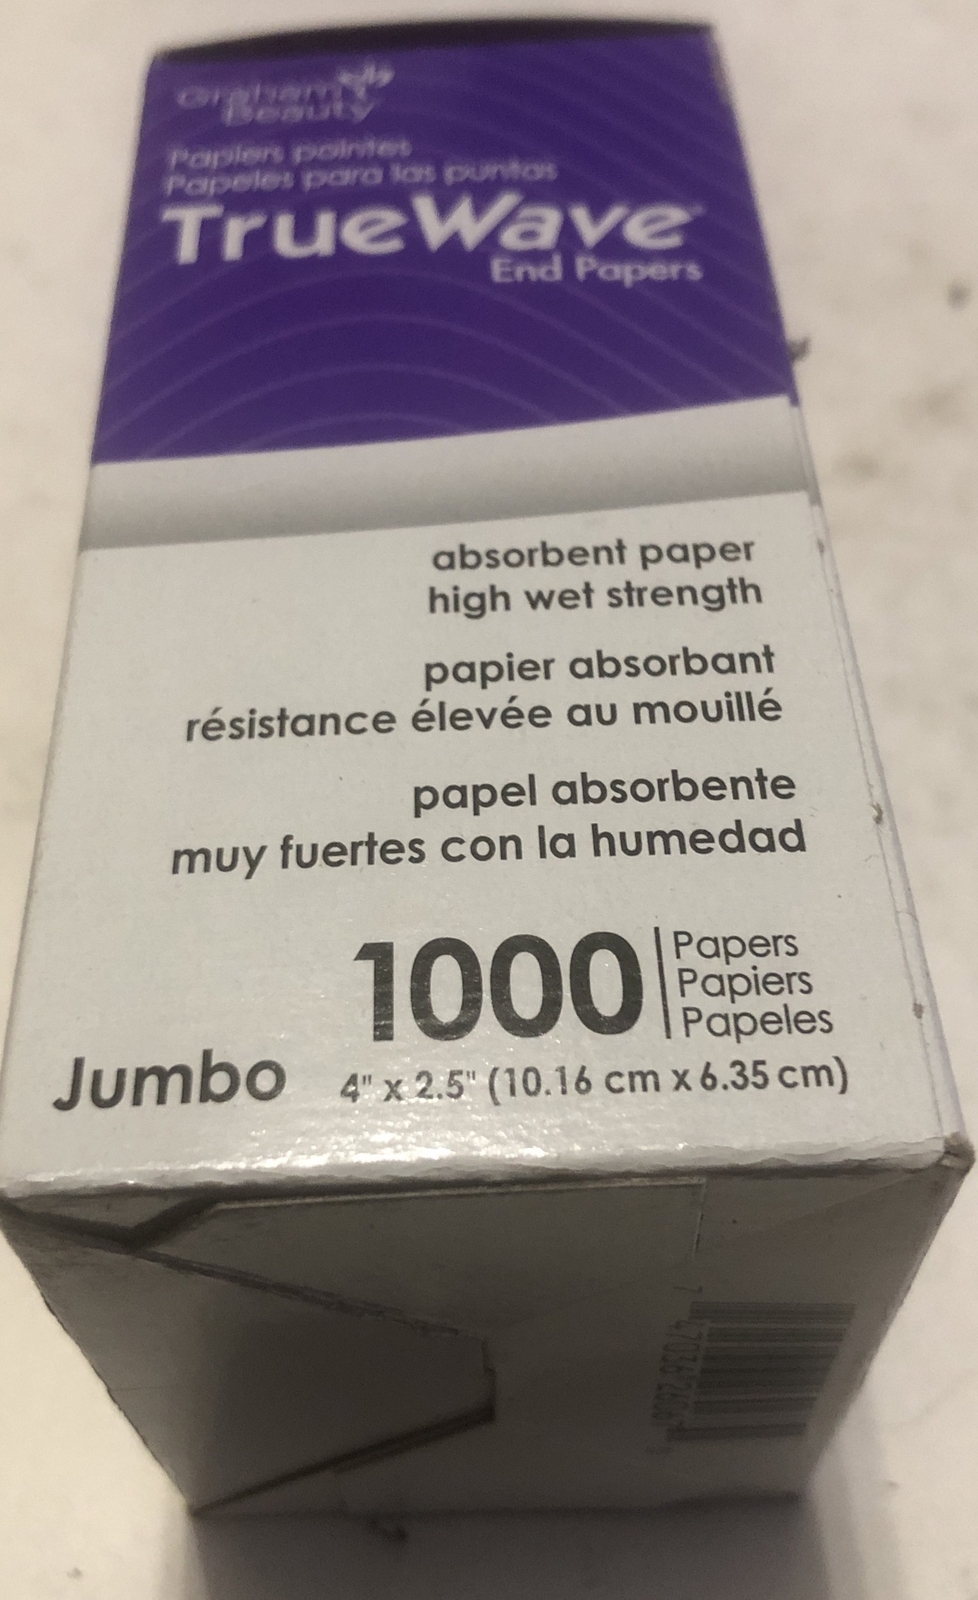 Graham
Beauty
Papiers pointes
Papeles para las puntas
TrueWave
End Papers
absorbent paper
high wet strength
papier absorbant
résistance élevée au mouillé
papel absorbente
muy fuertes con la humedad
1000
Papers
Papiers
Papeles
Jumbo
4" x 2.5" (10.16 cm x 6.35 cm)